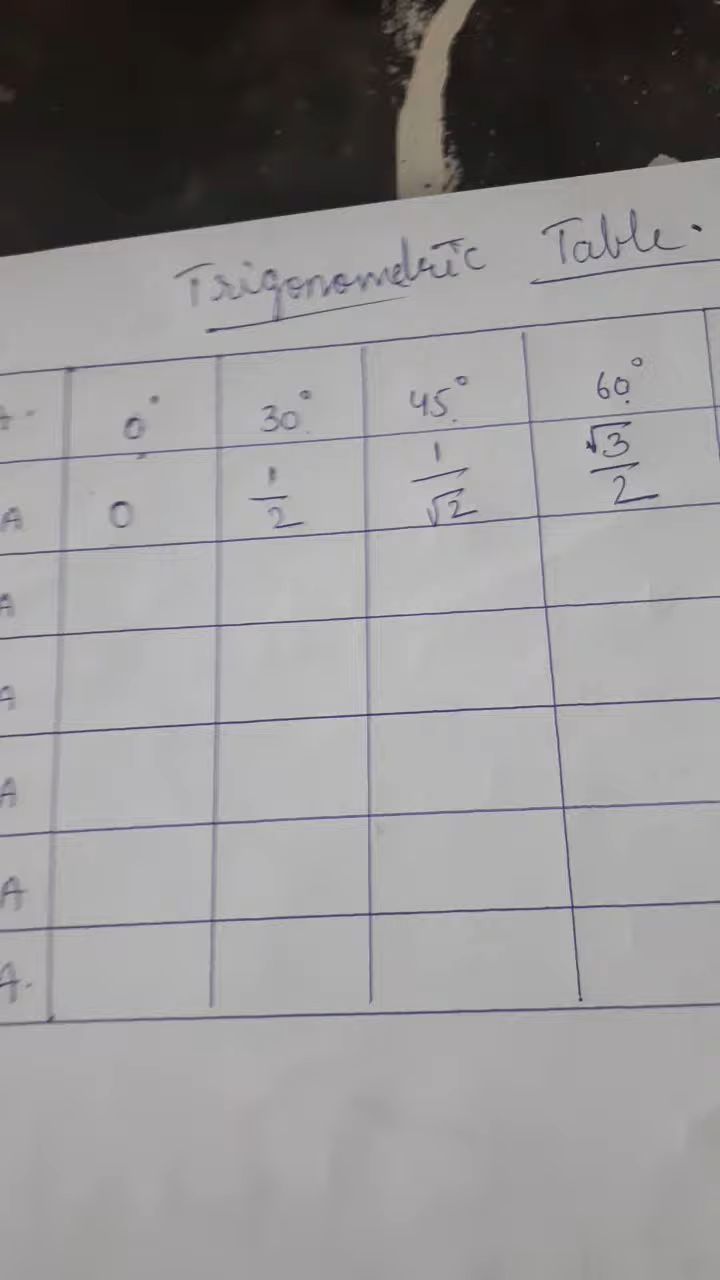 Trigonometric Table.
A. 0° 30° 45° 60°
A 0 1/2 1/√2 √3/2
A
A
A
A
A.